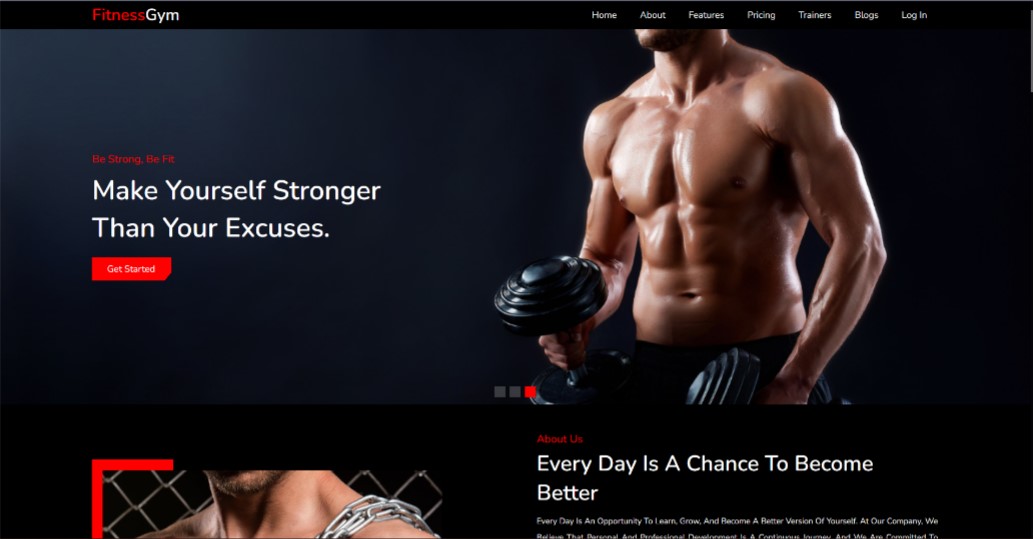 FitnessGym Home About Features Pricing Trainers Blogs Log In
Be Strong, Be Fit
Make Yourself Stronger
Than Your Excuses.
Get Started
About Us
Every Day Is A Chance To Become
Better
Every Day Is An Opportunity To Learn, Grow, And Become A Better Version Of Yourself. At Our Company, We
Believe That Personal And Professional Development Is A Continuous Journey, And We Are Committed To